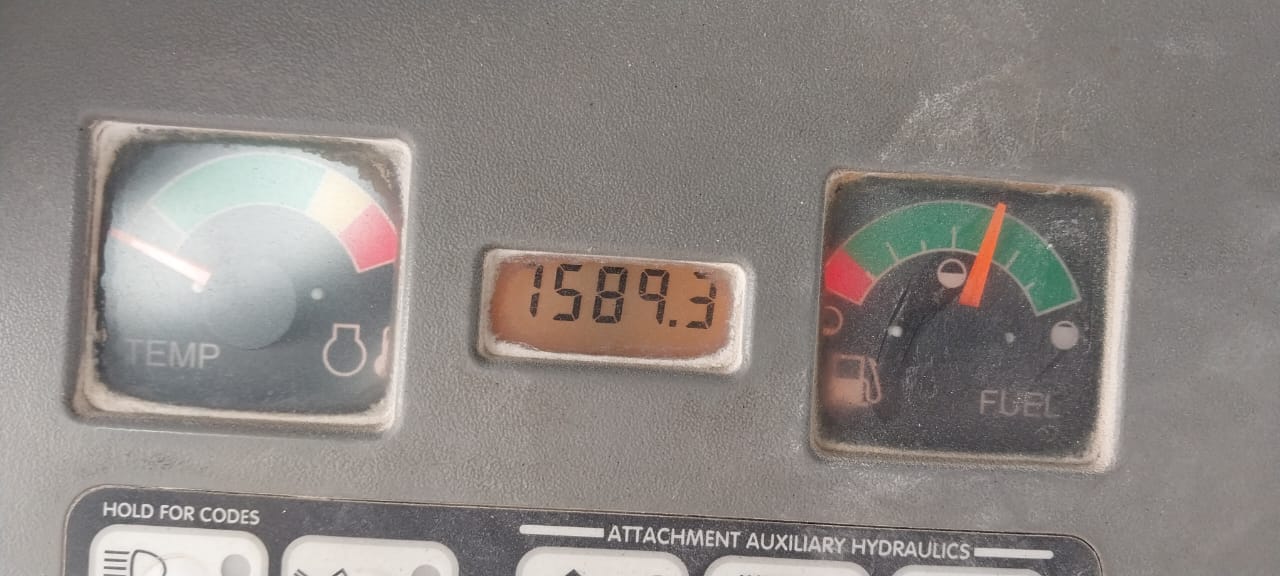 TEMP
1589.3
FUEL
HOLD FOR CODES
ATTACHMENT AUXILIARY HYDRAULICS